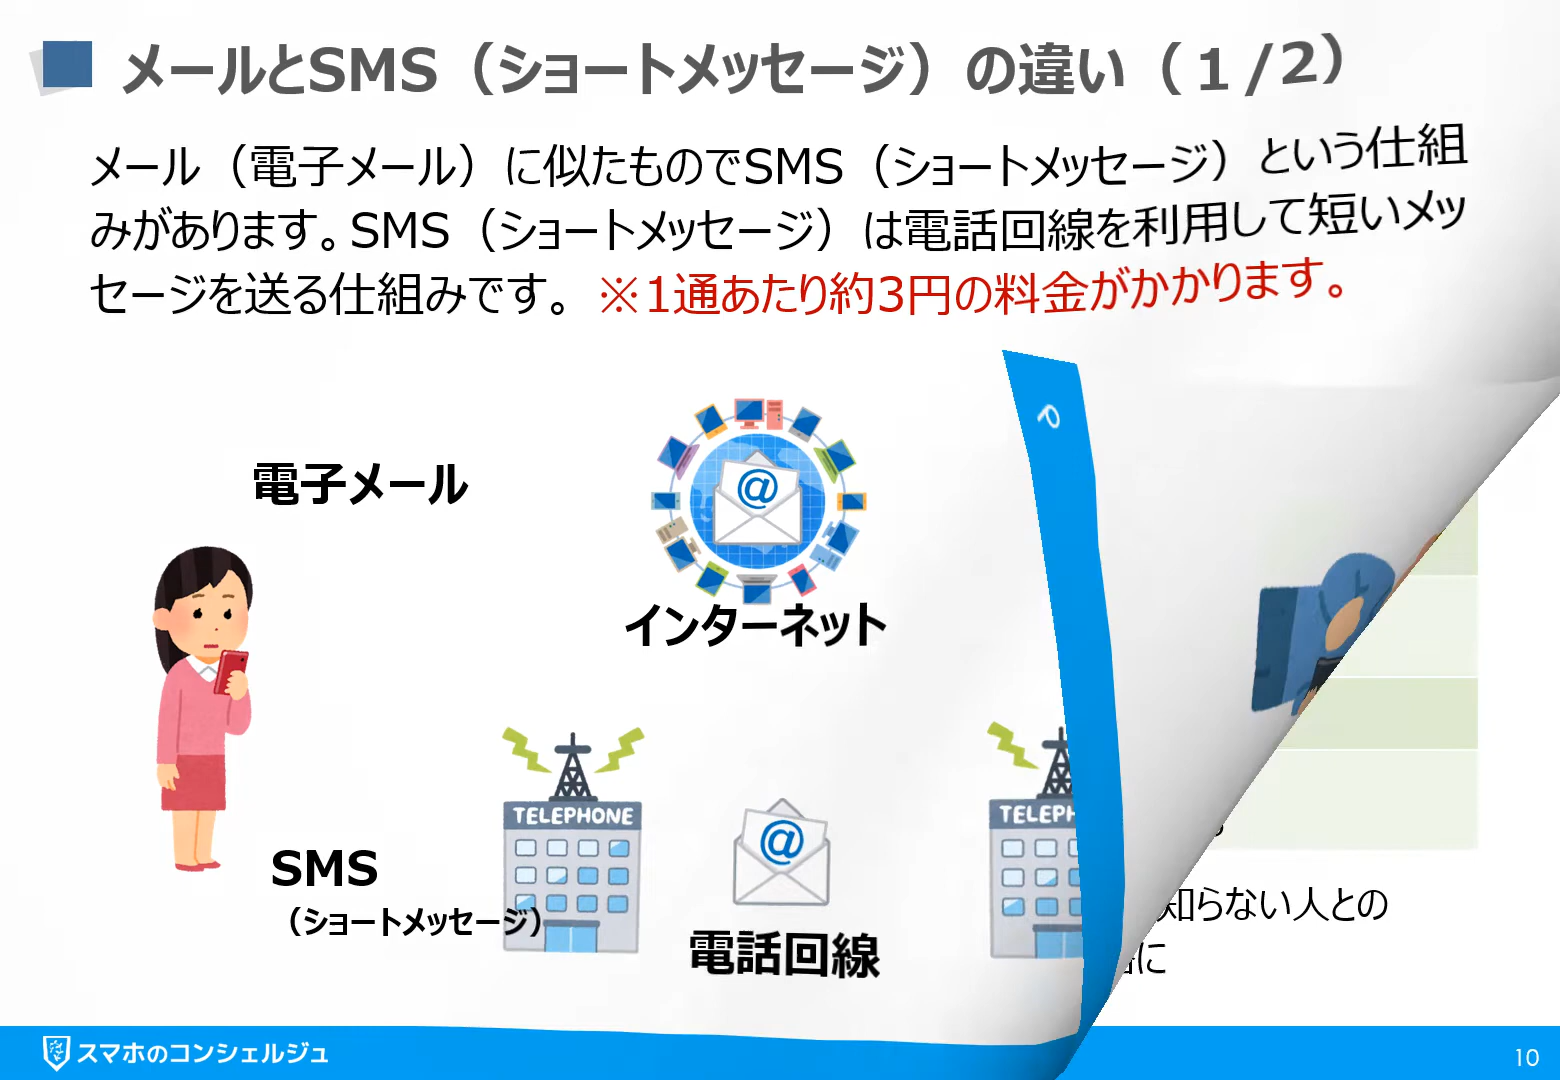 メールとSMS（ショートメッセージ）の違い（１/2）
メール（電子メール）に似たものでSMS（ショートメッセージ）という仕組
みがあります。SMS（ショートメッセージ）は電話回線を利用して短いメッ
セージを送る仕組みです。 ※1通あたり約3円の料金がかかります。
電子メール
@
インターネット
TELEPHONE
TELEPH
@
SMS
（ショートメッセージ）
電話回線
知らない人との
に
スマホのコンシェルジュ
10